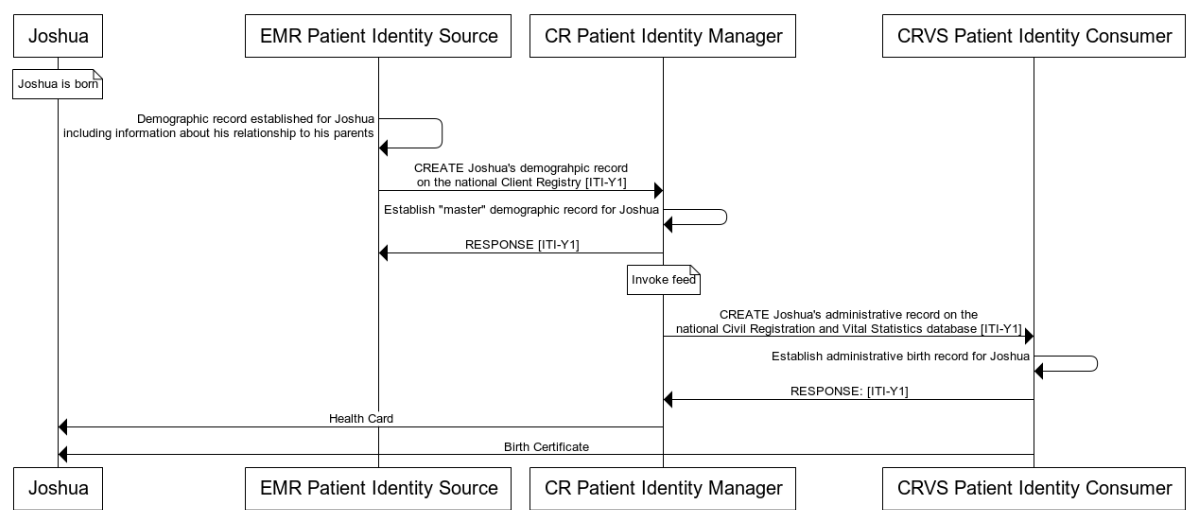 Joshua
EMR Patient Identity Source
CR Patient Identity Manager
CRVS Patient Identity Consumer
Joshua is born
Demographic record established for Joshua
including information about his relationship to his parents
CREATE Joshua's demograhpic record
on the national Client Registry [ITI-Y1]
Establish "master" demographic record for Joshua
RESPONSE [ITI-Y1]
Invoke feed
CREATE Joshua's administrative record on the
national Civil Registration and Vital Statistics database [ITI-Y1]
Establish administrative birth record for Joshua
RESPONSE: [ITI-Y1]
Health Card
Birth Certificate
Joshua
EMR Patient Identity Source
CR Patient Identity Manager
CRVS Patient Identity Consumer